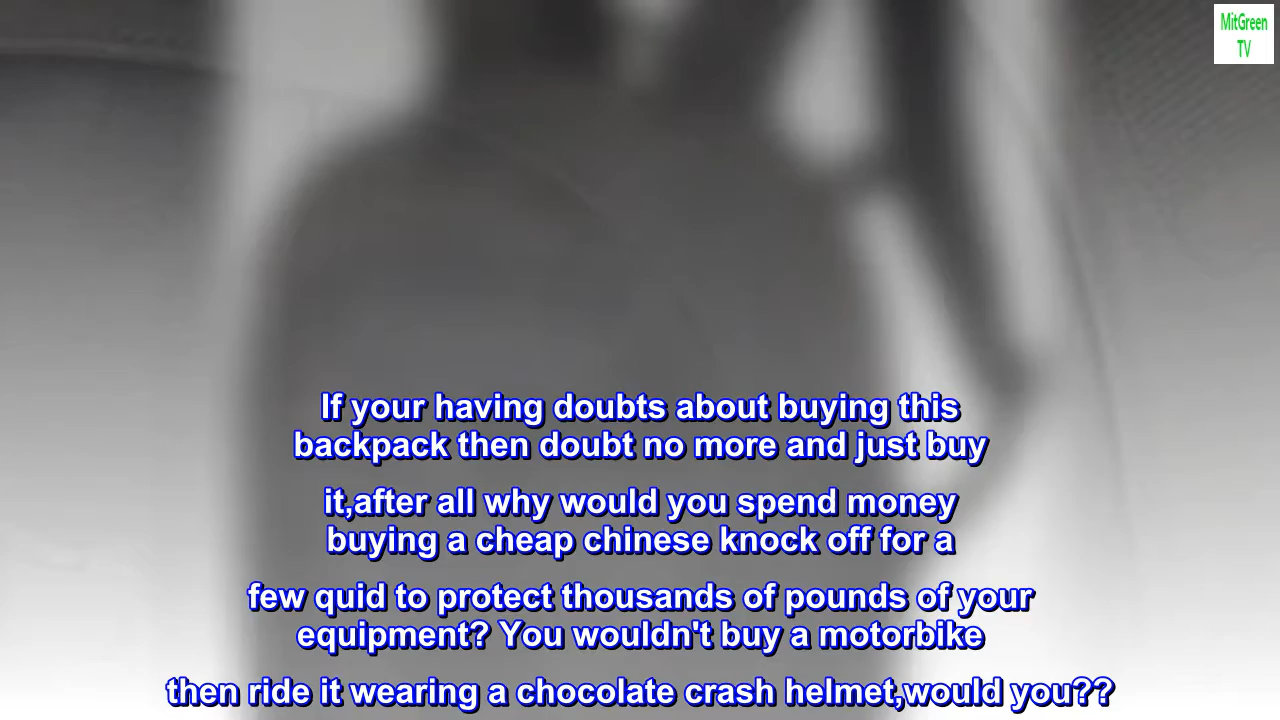 MitGreen
TV
If your having doubts about buying this
backpack then doubt no more and just buy
it,after all why would you spend money
buying a cheap chinese knock off for a
few quid to protect thousands of pounds of your
equipment? You wouldn't buy a motorbike
then ride it wearing a chocolate crash helmet,would you??